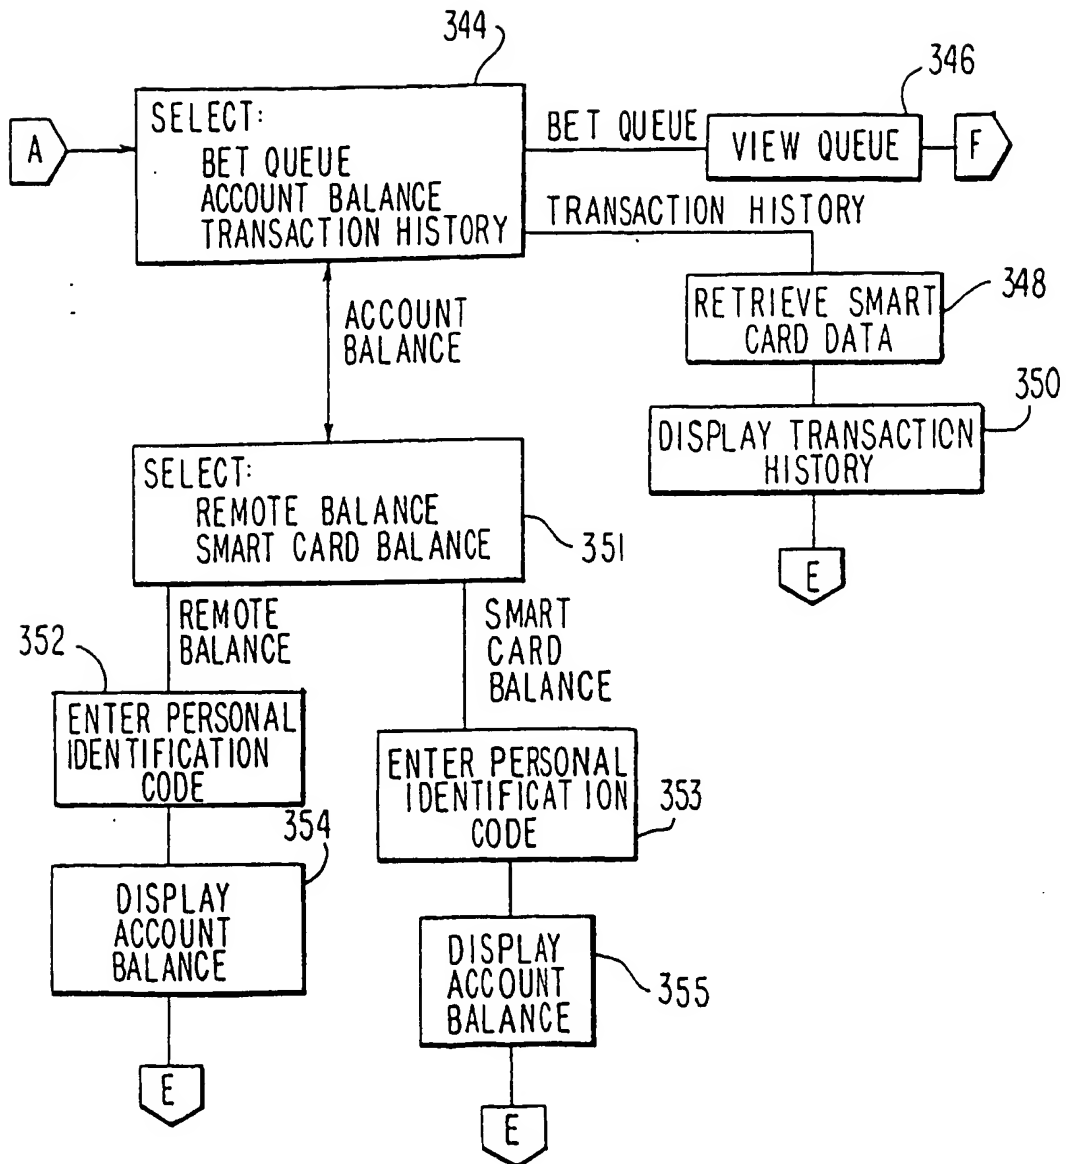 344
SELECT:
BET QUEUE
ACCOUNT BALANCE
TRANSACTION HISTORY
A
BET QUEUE
346
VIEW QUEUE
F
TRANSACTION HISTORY
348
RETRIEVE SMART
CARD DATA
350
DISPLAY TRANSACTION
HISTORY
E
ACCOUNT
BALANCE
SELECT:
REMOTE BALANCE
SMART CARD BALANCE
351
REMOTE
BALANCE
352
ENTER PERSONAL
IDENTIFICATION
CODE
354
DISPLAY
ACCOUNT
BALANCE
E
SMART
CARD
BALANCE
ENTER PERSONAL
IDENTIFICATION
CODE
353
DISPLAY
ACCOUNT
BALANCE
355
E